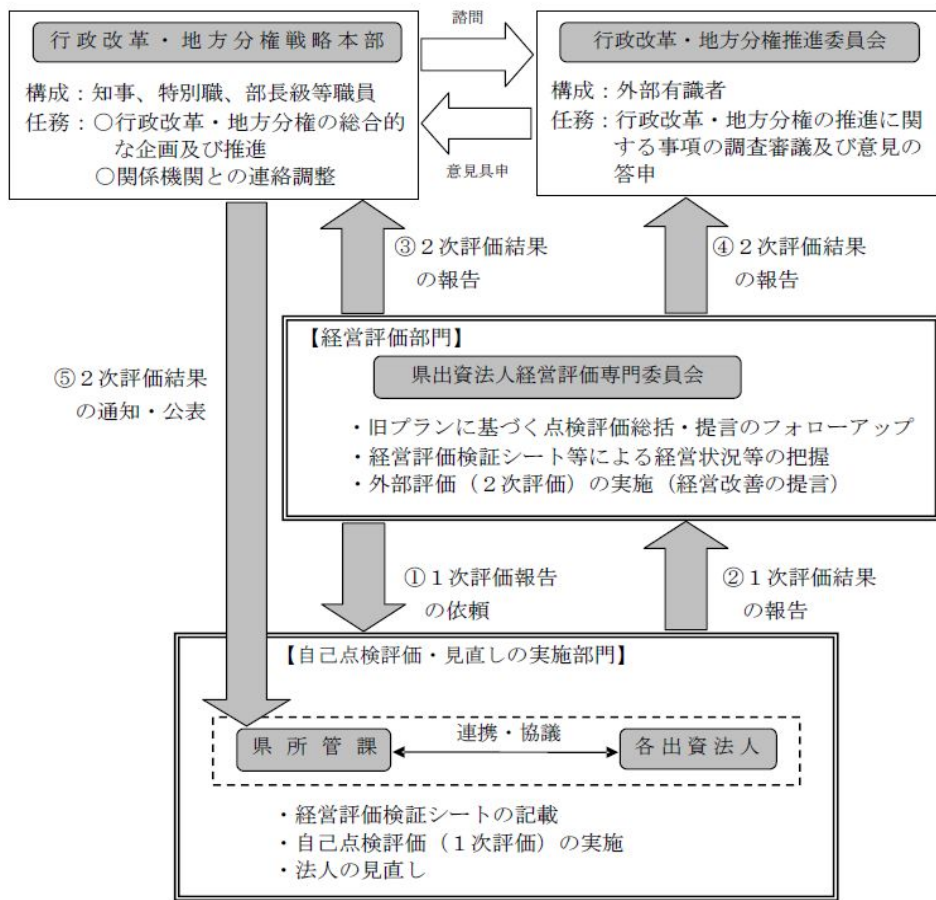 行政改革・地方分権戦略本部
構成：知事、特別職、部長級等職員
任務：○行政改革・地方分権の総合的
な企画及び推進
○関係機関との連絡調整
諮問
意見具申
行政改革・地方分権推進委員会
構成：外部有識者
任務：行政改革・地方分権の推進に関
する事項の調査審議及び意見の
答申
③２次評価結果
の報告
④２次評価結果
の報告
⑤２次評価結果
の通知・公表
【経営評価部門】
県出資法人経営評価専門委員会
・旧プランに基づく点検評価総括・提言のフォローアップ
・経営評価検証シート等による経営状況等の把握
・外部評価（２次評価）の実施（経営改善の提言）
①１次評価報告
の依頼
②１次評価結果
の報告
【自己点検評価・見直しの実施部門】
県所管課
連携・協議
各出資法人
・経営評価検証シートの記載
・自己点検評価（１次評価）の実施
・法人の見直し